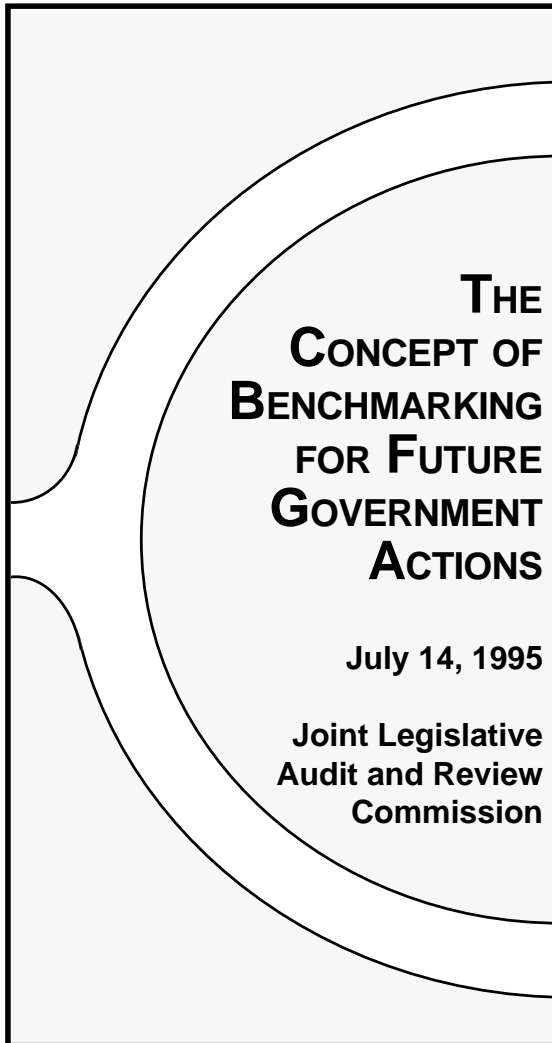 THE
CONCEPT OF
BENCHMARKING
FOR FUTURE
GOVERNMENT
ACTIONS
July 14, 1995
Joint Legislative
Audit and Review
Commission